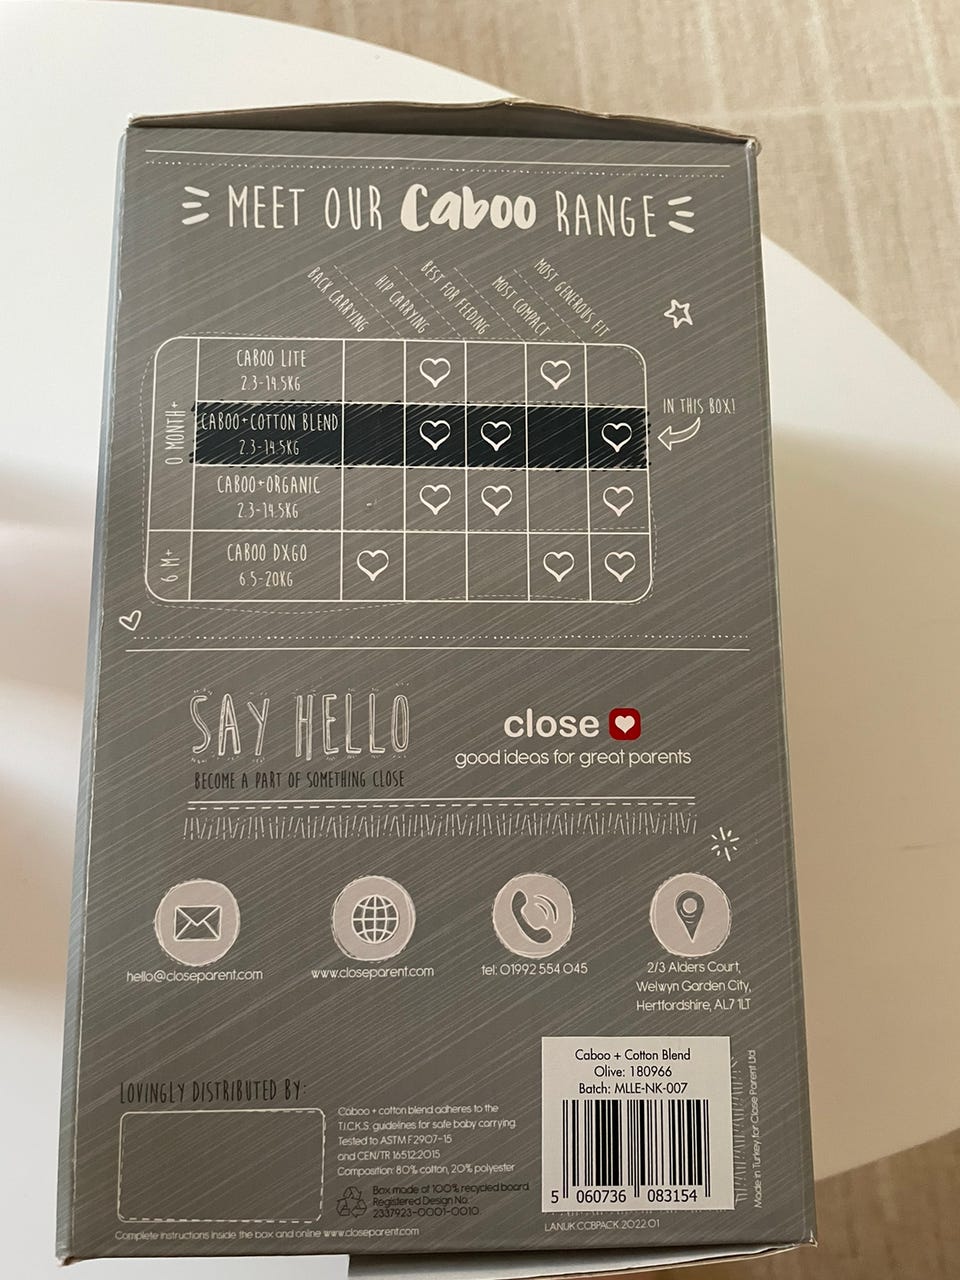 MEET OUR Caboo RANGE
BACK CARRYING
HIP CARRYING
BEST FOR FEEDING
MOST COMPACT
MOST GENEROUS FIT
0 MONTH+
CABOO LITE
2.3-14.5KG
CABOO+COTTON BLEND
2.3-14.5KG
IN THIS BOX!
CABOO+ORGANIC
2.3-14.5KG
6 M+
CABOO DXGO
6.5-20KG
SAY HELLO
BECOME A PART OF SOMETHING CLOSE
close
good ideas for great parents
hello@closeparent.com
www.closeparent.com
tel: 01992 554 045
2/3 Alders Court,
Welwyn Garden City,
Hertfordshire, AL7 1LT
LOVINGLY DISTRIBUTED BY:
Caboo + cotton blend adheres to the
T.I.C.K.S. guidelines for safe baby carrying.
Tested to ASTM F2907-15
and CEN/TR 16512:2015
Composition: 80% cotton, 20% polyester
Box made of 100% recycled board
Registered Design No:
2337923-0001-0010
Complete instructions inside the box and online www.closeparent.com
Caboo + Cotton Blend
Olive: 180966
Batch: MLLE-NK-007
5 060736 083154
LANUK.CCBPACK.2022.01
Made in Turkey for Close Parent Ltd